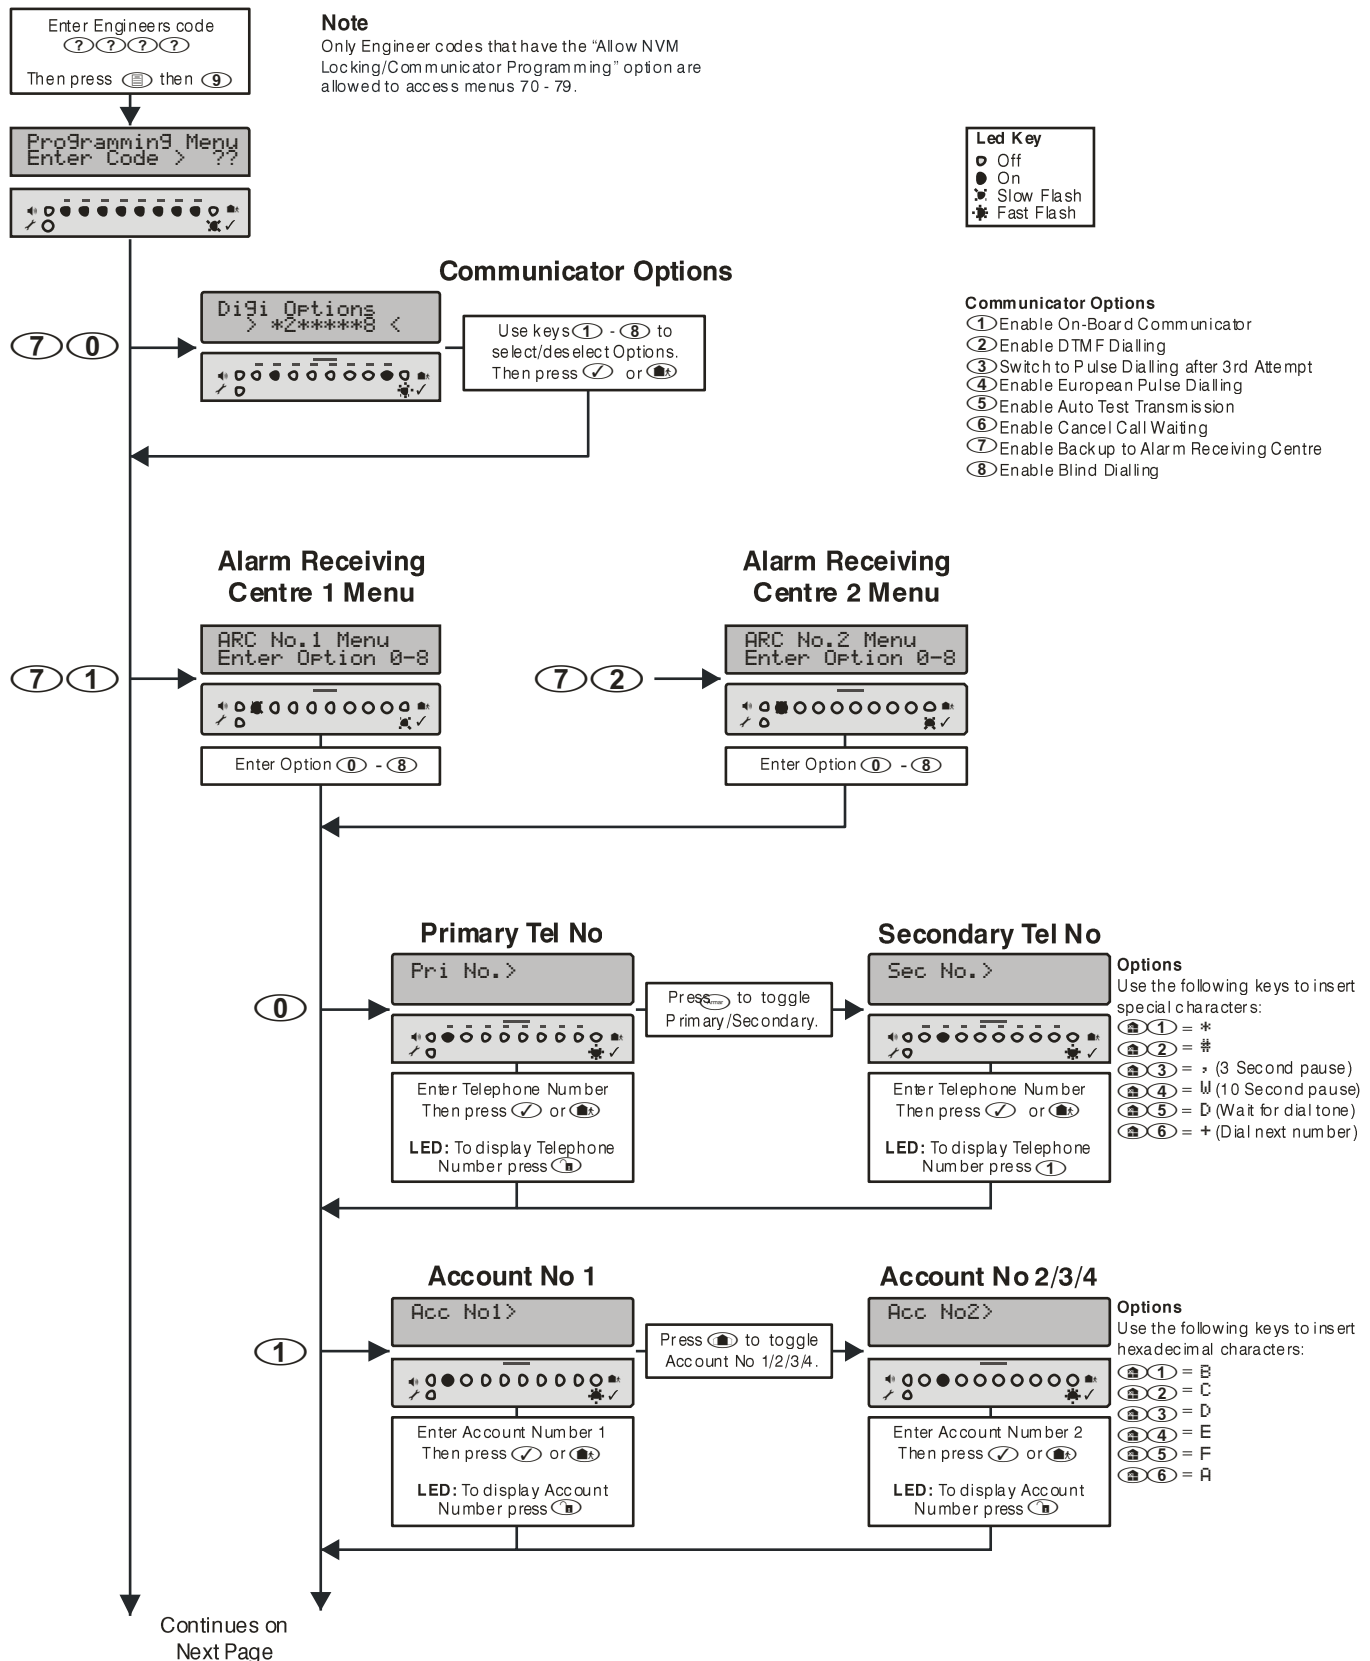 Enter Engineers code
? ? ? ?
Then press then 9
Note
Only Engineer codes that have the “Allow NVM
Locking/Communicator Programming” option are
allowed to access menus 70 - 79.
Programming Menu
Enter Code > ??
Led Key
Off
On
Slow Flash
Fast Flash
Communicator Options
7 0
Digi Options
> *2*****8 <
Use keys 1 - 8 to
select/deselect Options.
Then press ✓ or
Communicator Options
1 Enable On-Board Communicator
2 Enable DTMF Dialling
3 Switch to Pulse Dialling after 3rd Attempt
4 Enable European Pulse Dialling
5 Enable Auto Test Transmission
6 Enable Cancel Call Waiting
7 Enable Backup to Alarm Receiving Centre
8 Enable Blind Dialling
Alarm Receiving
Centre 1 Menu
7 1
ARC No.1 Menu
Enter Option 0-8
Enter Option 0 - 8
Alarm Receiving
Centre 2 Menu
7 2
ARC No.2 Menu
Enter Option 0-8
Enter Option 0 - 8
Primary Tel No
0
Pri No.>
Press to toggle
Primary/Secondary.
Enter Telephone Number
Then press ✓ or
LED: To display Telephone
Number press
Secondary Tel No
Sec No.>
Enter Telephone Number
Then press ✓ or
LED: To display Telephone
Number press 1
Options
Use the following keys to insert
special characters:
1 = *
2 = #
3 = , (3 Second pause)
4 = W (10 Second pause)
5 = D (Wait for dial tone)
6 = + (Dial next number)
Account No 1
1
Acc No1>
Press to toggle
Account No 1/2/3/4.
Enter Account Number 1
Then press ✓ or
LED: To display Account
Number press
Account No 2/3/4
Acc No2>
Enter Account Number 2
Then press ✓ or
LED: To display Account
Number press
Options
Use the following keys to insert
hexadecimal characters:
1 = B
2 = C
3 = D
4 = E
5 = F
6 = A
Continues on
Next Page